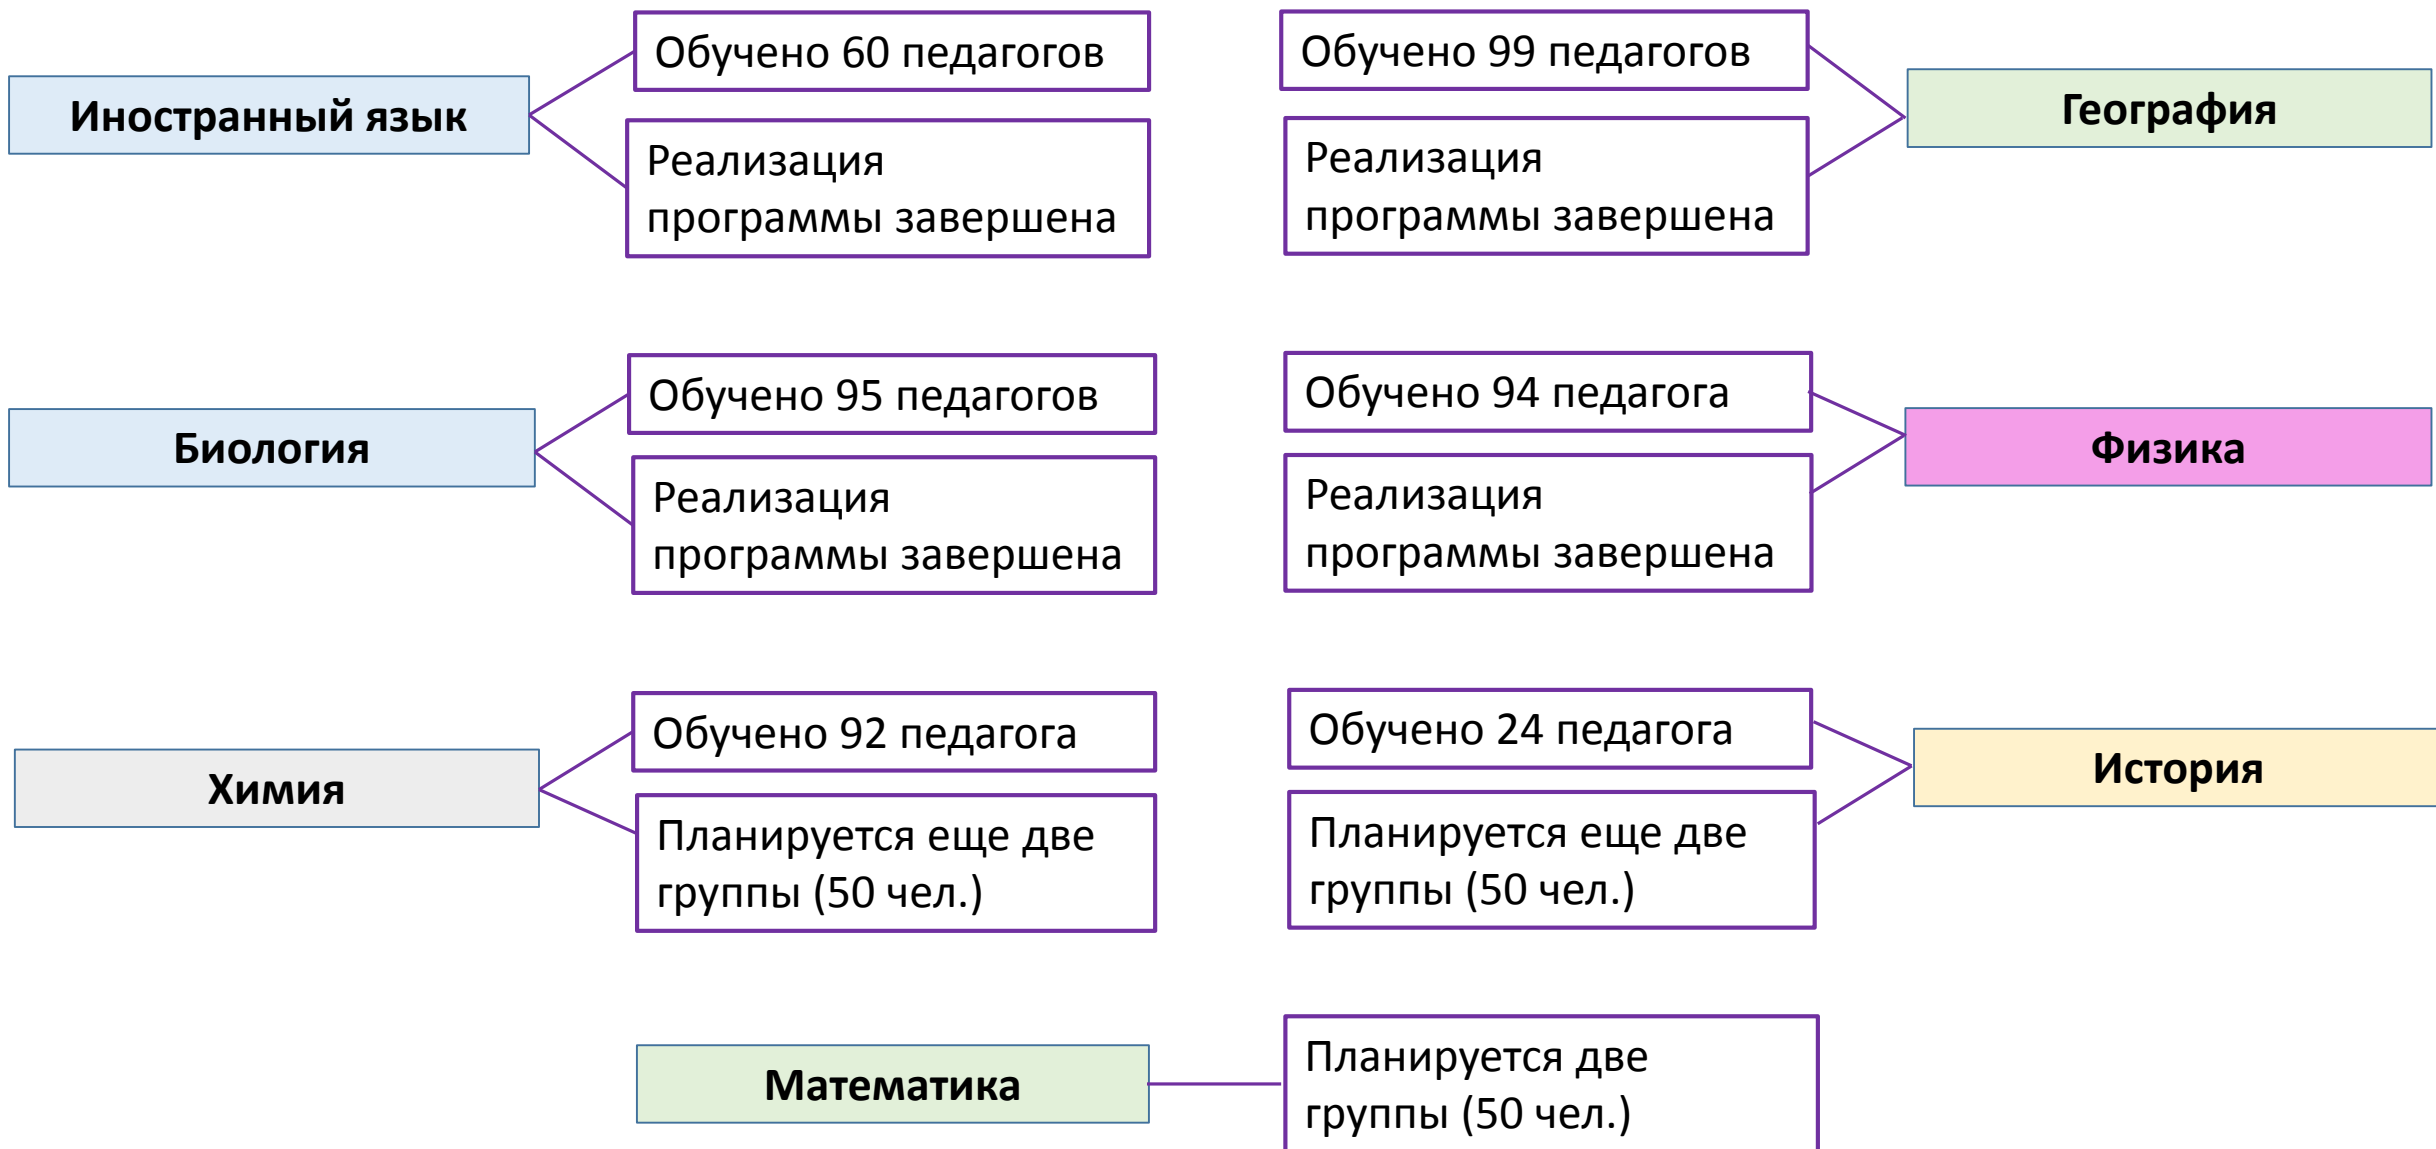 Иностранный язык
Обучено 60 педагогов
Реализация
программы завершена
Обучено 99 педагогов
Реализация
программы завершена
География
Биология
Обучено 95 педагогов
Реализация
программы завершена
Обучено 94 педагога
Реализация
программы завершена
Физика
Химия
Обучено 92 педагога
Планируется еще две
группы (50 чел.)
Обучено 24 педагога
Планируется еще две
группы (50 чел.)
История
Математика
Планируется две
группы (50 чел.)